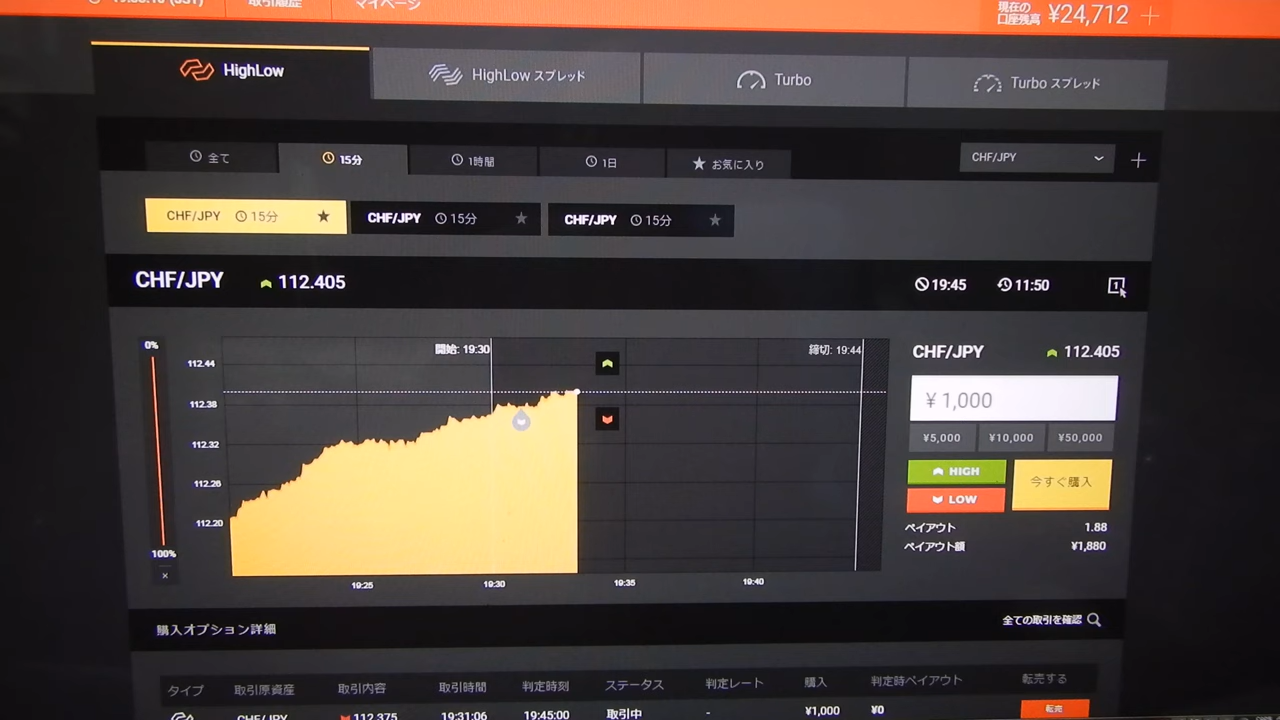 取引履歴
マイページ
現在の
口座残高 ¥24,712
HighLow
HighLow スプレッド
Turbo
Turbo スプレッド
全て
15分
1時間
1日
お気に入り
CHF/JPY
CHF/JPY 15分
CHF/JPY 15分
CHF/JPY 15分
CHF/JPY 112.405
19:45 11:50
0%
100%
112.44
112.38
112.32
112.26
112.20
開始: 19:30
締切: 19:44
19:25
19:30
19:35
19:40
CHF/JPY 112.405
¥ 1,000
¥5,000 ¥10,000 ¥50,000
HIGH
LOW
今すぐ購入
ペイアウト 1.88
ペイアウト額 ¥1,880
購入オプション詳細
全ての取引を確認
タイプ 取引原資産 取引内容 取引時間 判定時刻 ステータス 判定レート 購入 判定時ペイアウト 転売する
CHF/JPY 112.375 19:31:06 19:45:00 取引中 - ¥1,000 ¥0 転売